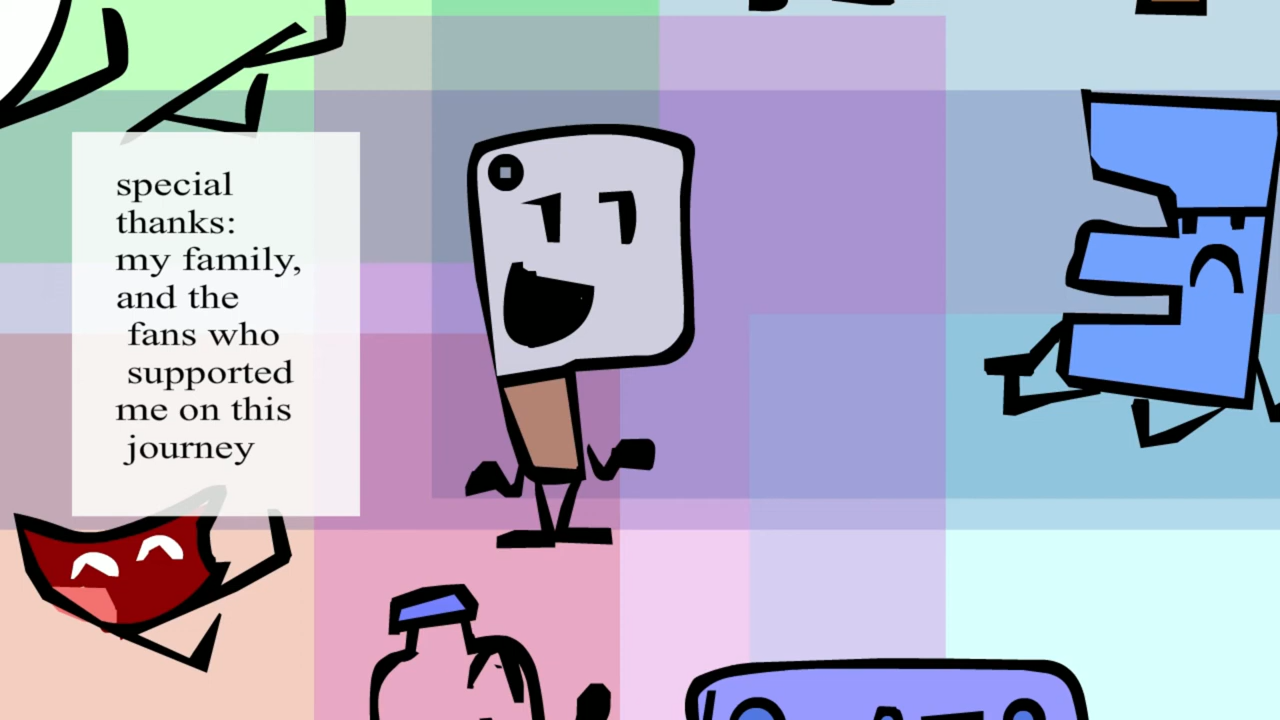 special
thanks:
my family,
and the
fans who
supported
me on this
journey